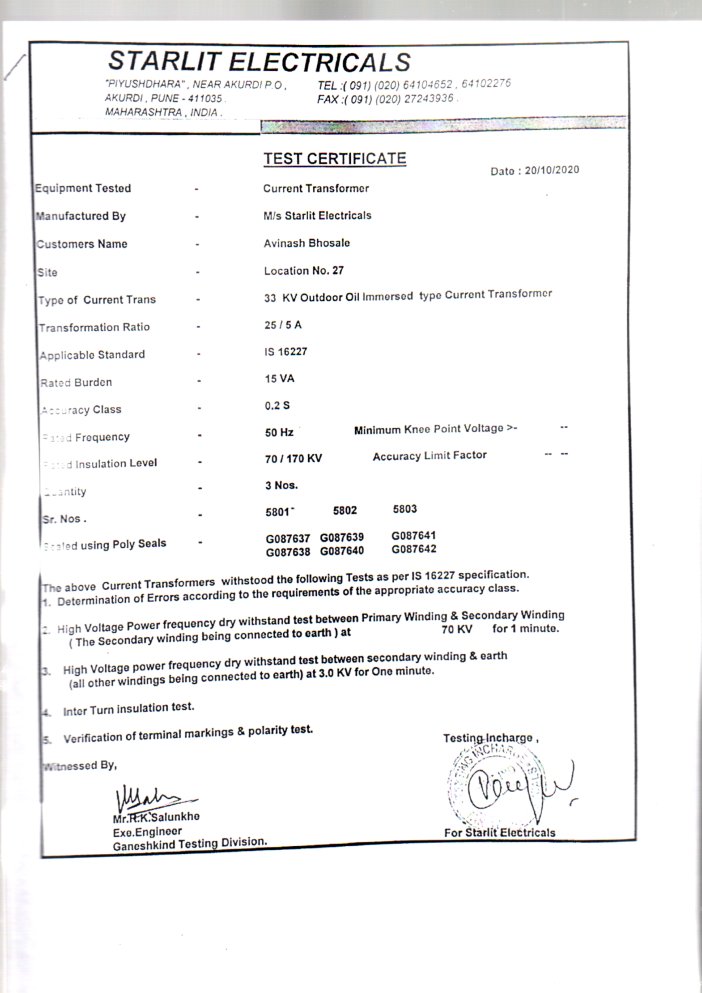 STARLIT ELECTRICALS
"PIYUSHDHARA", NEAR AKURDI P.O, TEL :( 091) (020) 64104652, 64102276
AKURDI, PUNE - 411035. FAX :( 091) (020) 27243936.
MAHARASHTRA, INDIA.
TEST CERTIFICATE
Date : 20/10/2020
Equipment Tested - Current Transformer
Manufactured By - M/s Starlit Electricals
Customers Name - Avinash Bhosale
Site - Location No. 27
Type of Current Trans - 33 KV Outdoor Oil Immersed type Current Transformer
Transformation Ratio - 25 / 5 A
Applicable Standard - IS 16227
Rated Burden - 15 VA
Accuracy Class - 0.2 S
Rated Frequency - 50 Hz Minimum Knee Point Voltage >- --
Rated Insulation Level - 70 / 170 KV Accuracy Limit Factor -- --
Quantity - 3 Nos.
Sr. Nos. - 5801 5802 5803
Sealed using Poly Seals - G087637 G087639 G087641
G087638 G087640 G087642
The above Current Transformers withstood the following Tests as per IS 16227 specification.
1. Determination of Errors according to the requirements of the appropriate accuracy class.
2. High Voltage Power frequency dry withstand test between Primary Winding & Secondary Winding
( The Secondary winding being connected to earth ) at 70 KV for 1 minute.
3. High Voltage power frequency dry withstand test between secondary winding & earth
(all other windings being connected to earth) at 3.0 KV for One minute.
4. Inter Turn insulation test.
5. Verification of terminal markings & polarity test.
Testing Incharge,
Witnessed By,
Mr.R.K.Salunkhe
Exe.Engineer
Ganeshkind Testing Division.
For Starlit Electricals